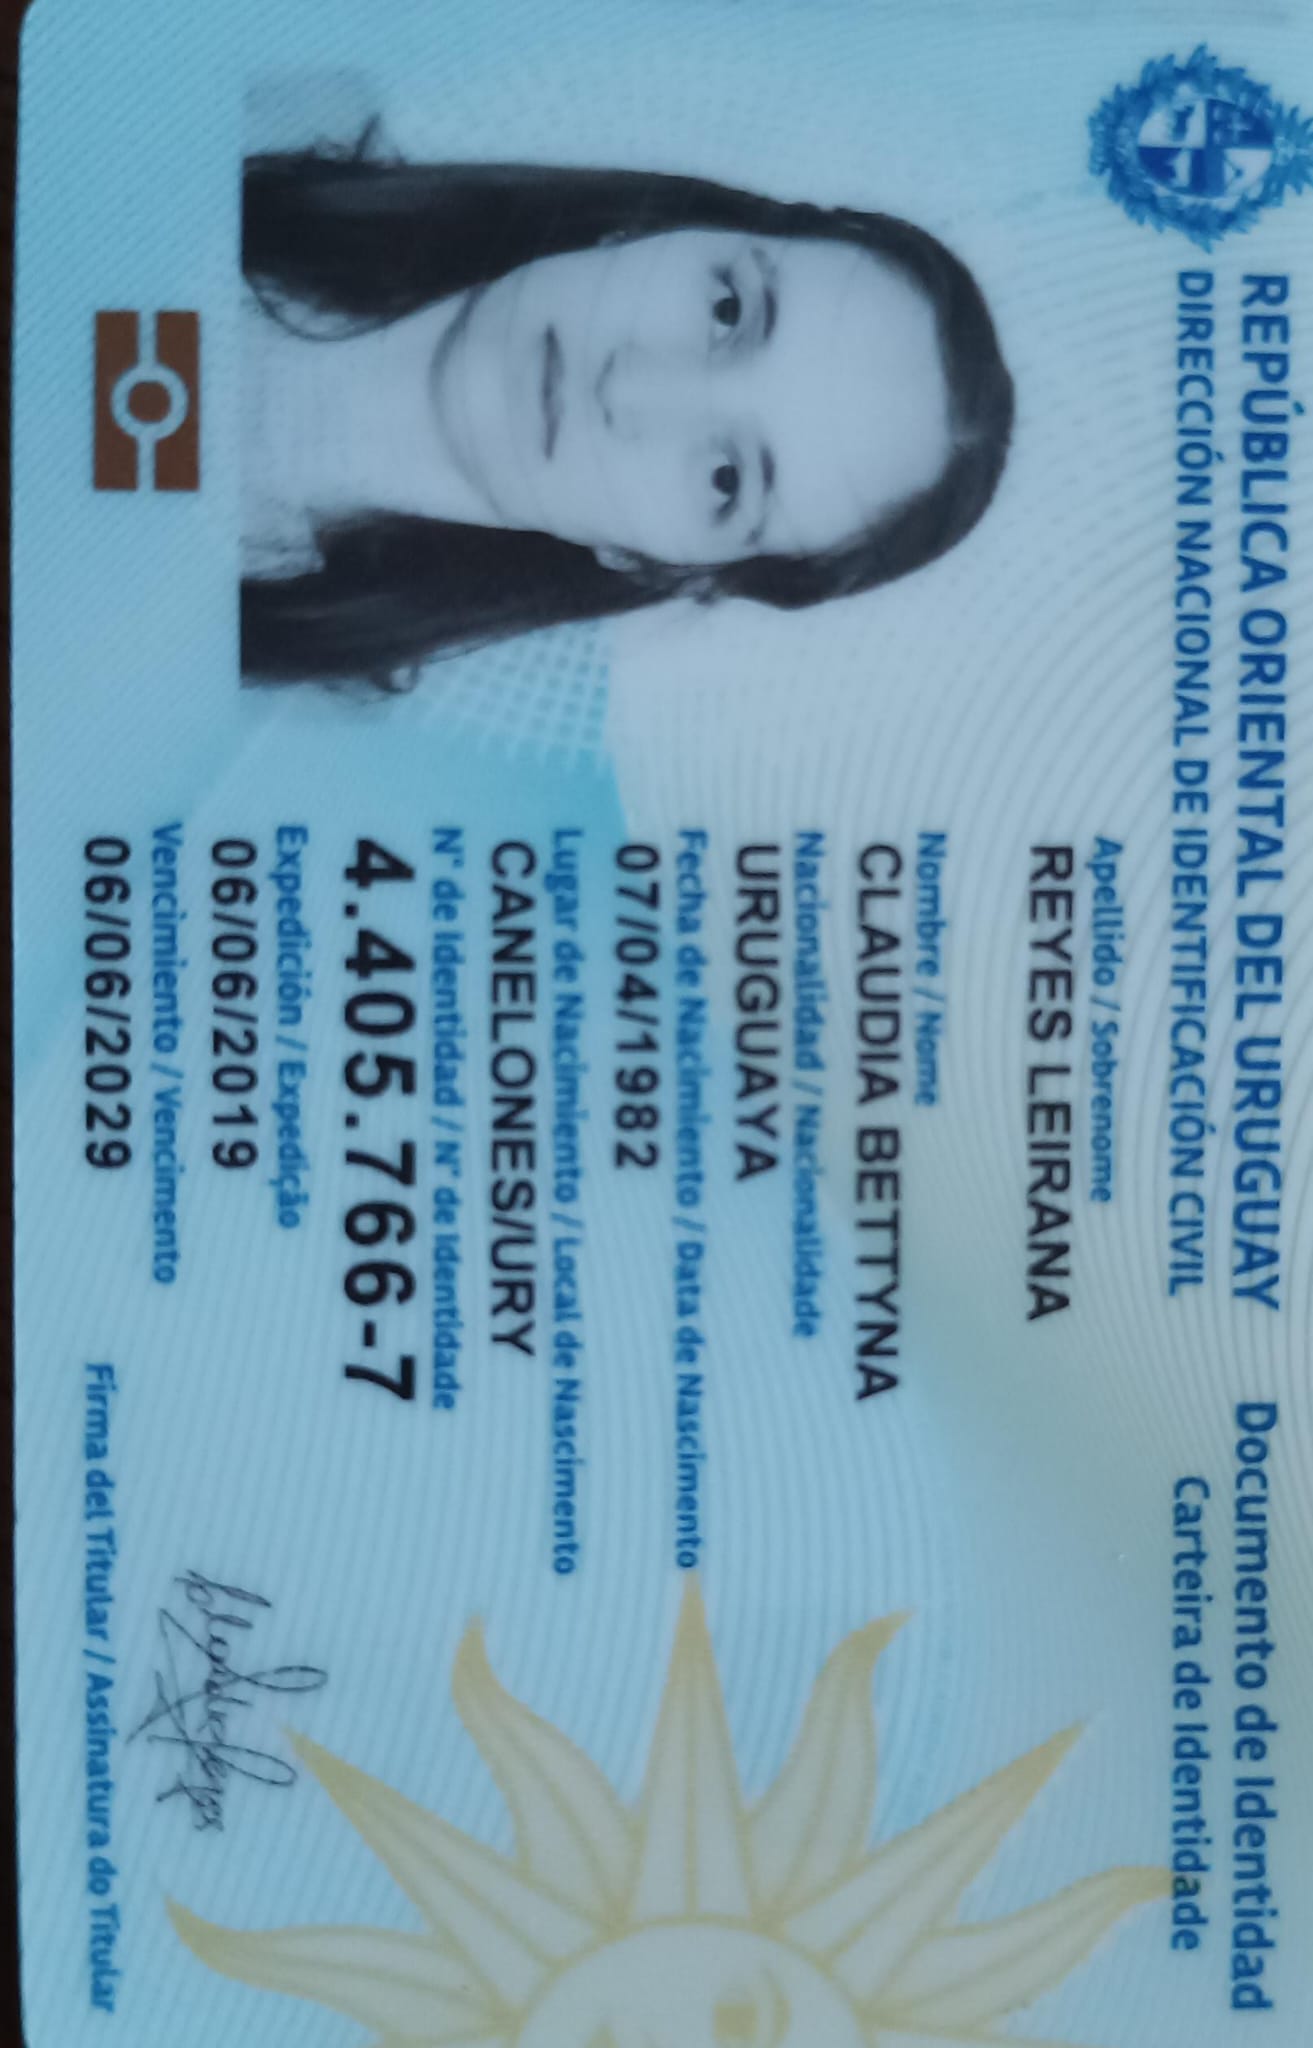 REPÚBLICA ORIENTAL DEL URUGUAY Documento de Identidad
DIRECCIÓN NACIONAL DE IDENTIFICACIÓN CIVIL Carteira de Identidade
Apellido / Sobrenome
REYES LEIRANA
Nombre / Nome
CLAUDIA BETTYNA
Nacionalidad / Nacionalidade
URUGUAYA
Fecha de Nacimiento / Data de Nascimento
07/04/1982
Lugar de Nacimiento / Local de Nascimento
CANELONES/URY
N° de Identidad / N° de Identidade
4.405.766-7
Expedición / Expedição
06/06/2019
Vencimiento / Vencimento
06/06/2029
Firma del Titular / Assinatura do Titular